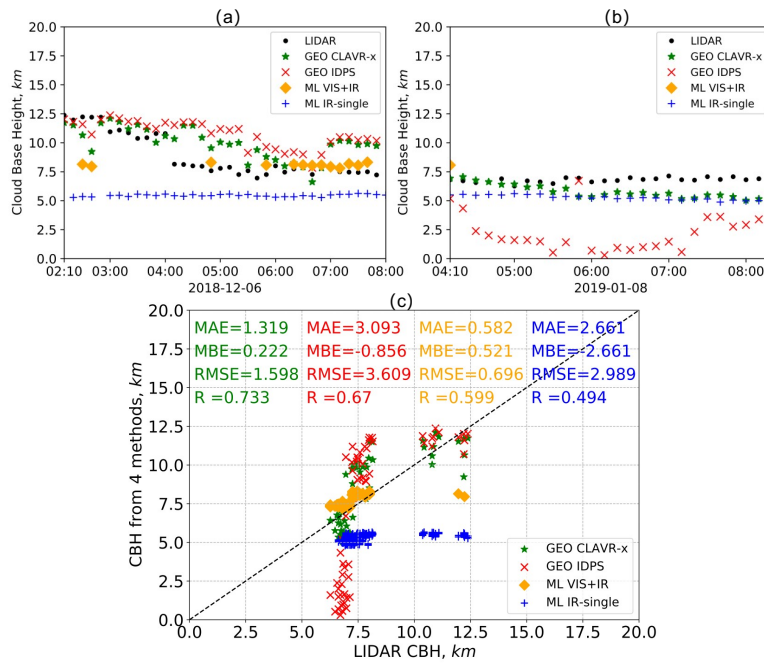 (a)
20.0
17.5
15.0
12.5
10.0
7.5
5.0
2.5
0.0
Cloud Base Height, km
LIDAR
GEO CLAVR-x
GEO IDPS
ML VIS+IR
ML IR-single
02:10 03:00 04:00 05:00 06:00 07:00 08:00
2018-12-06
(b)
20.0
17.5
15.0
12.5
10.0
7.5
5.0
2.5
0.0
Cloud Base Height, km
LIDAR
GEO CLAVR-x
GEO IDPS
ML VIS+IR
ML IR-single
04:10 05:00 06:00 07:00 08:00
2019-01-08
(c)
20.0
17.5
15.0
12.5
10.0
7.5
5.0
2.5
0.0
CBH from 4 methods, km
MAE=1.319 MAE=3.093 MAE=0.582 MAE=2.661
MBE=0.222 MBE=-0.856 MBE=0.521 MBE=-2.661
RMSE=1.598 RMSE=3.609 RMSE=0.696 RMSE=2.989
R =0.733 R =0.67 R =0.599 R =0.494
GEO CLAVR-x
GEO IDPS
ML VIS+IR
ML IR-single
0.0 2.5 5.0 7.5 10.0 12.5 15.0 17.5 20.0
LIDAR CBH, km